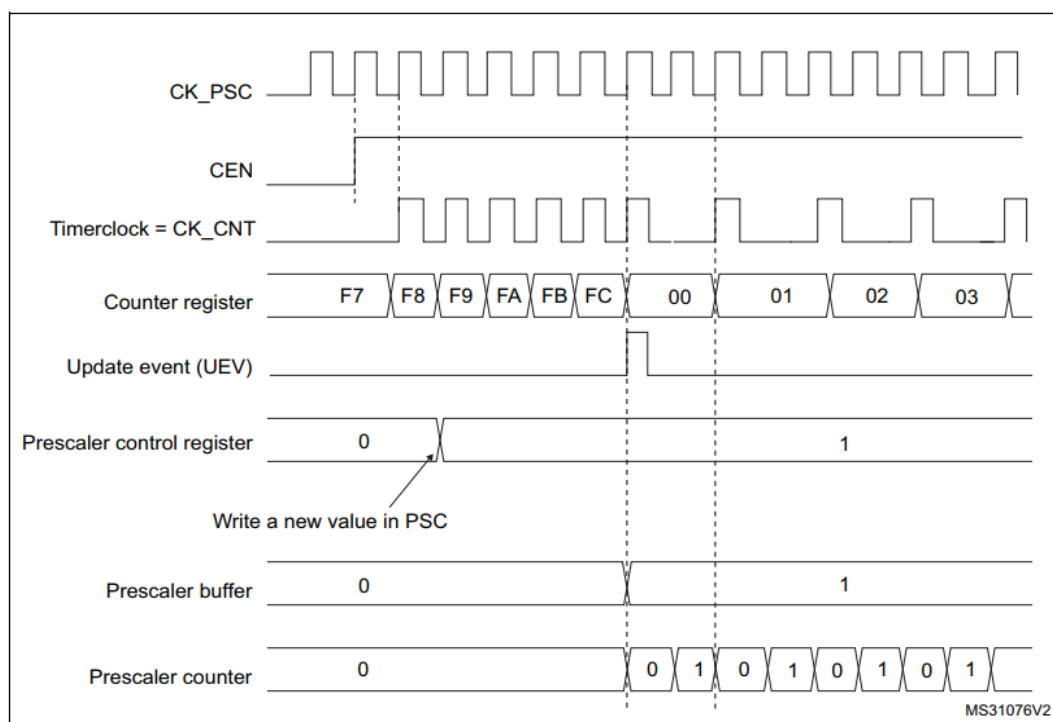 CK_PSC
CEN
Timerclock = CK_CNT
Counter register F7 F8 F9 FA FB FC 00 01 02 03
Update event (UEV)
Prescaler control register 0 1
Write a new value in PSC
Prescaler buffer 0 1
Prescaler counter 0 0 1 0 1 0 1 0 1
MS31076V2